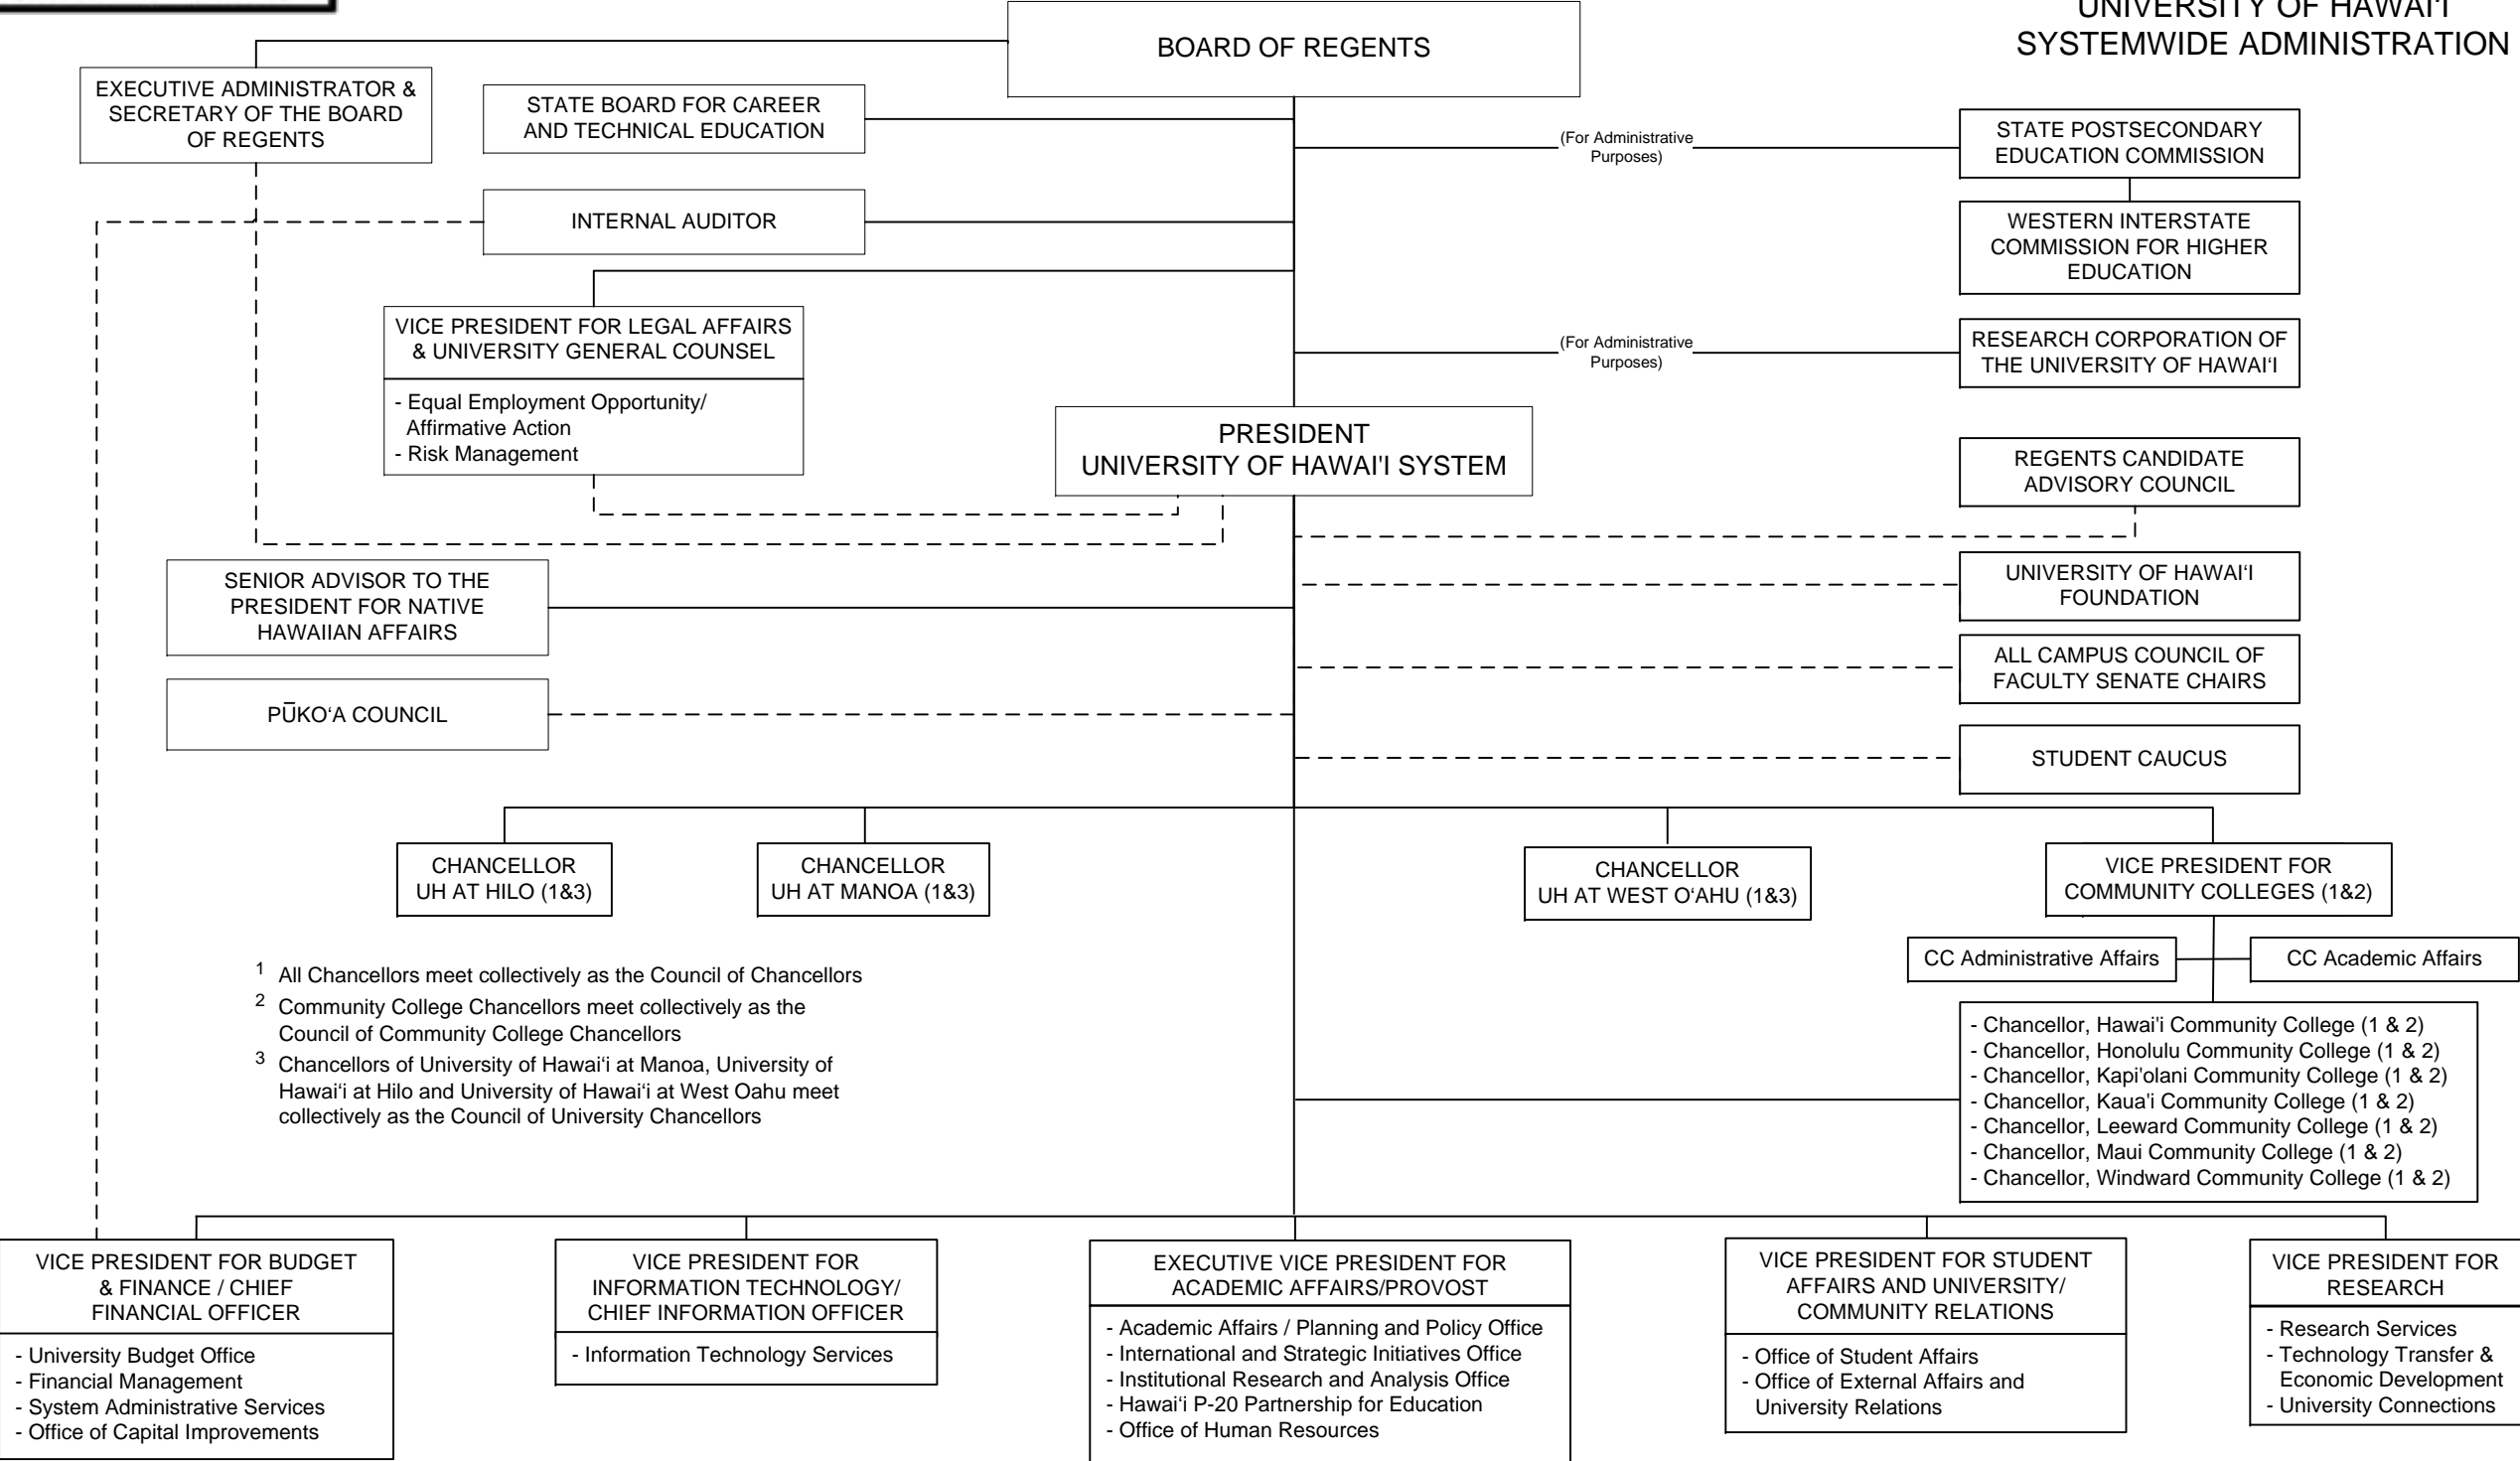 UNIVERSITY OF HAWAI'I
SYSTEMWIDE ADMINISTRATION
BOARD OF REGENTS
EXECUTIVE ADMINISTRATOR &
SECRETARY OF THE BOARD
OF REGENTS
STATE BOARD FOR CAREER
AND TECHNICAL EDUCATION
(For Administrative
Purposes)
STATE POSTSECONDARY
EDUCATION COMMISSION
INTERNAL AUDITOR
WESTERN INTERSTATE
COMMISSION FOR HIGHER
EDUCATION
VICE PRESIDENT FOR LEGAL AFFAIRS
& UNIVERSITY GENERAL COUNSEL
- Equal Employment Opportunity/
Affirmative Action
- Risk Management
(For Administrative
Purposes)
RESEARCH CORPORATION OF
THE UNIVERSITY OF HAWAI‘I
PRESIDENT
UNIVERSITY OF HAWAI'I SYSTEM
REGENTS CANDIDATE
ADVISORY COUNCIL
SENIOR ADVISOR TO THE
PRESIDENT FOR NATIVE
HAWAIIAN AFFAIRS
UNIVERSITY OF HAWAI‘I
FOUNDATION
ALL CAMPUS COUNCIL OF
FACULTY SENATE CHAIRS
PŪKO‘A COUNCIL
STUDENT CAUCUS
CHANCELLOR
UH AT HILO (1&3)
CHANCELLOR
UH AT MANOA (1&3)
CHANCELLOR
UH AT WEST O‘AHU (1&3)
VICE PRESIDENT FOR
COMMUNITY COLLEGES (1&2)
CC Administrative Affairs
CC Academic Affairs
1 All Chancellors meet collectively as the Council of Chancellors
2 Community College Chancellors meet collectively as the
Council of Community College Chancellors
3 Chancellors of University of Hawai‘i at Manoa, University of
Hawai‘i at Hilo and University of Hawai‘i at West Oahu meet
collectively as the Council of University Chancellors
- Chancellor, Hawai'i Community College (1 & 2)
- Chancellor, Honolulu Community College (1 & 2)
- Chancellor, Kapi'olani Community College (1 & 2)
- Chancellor, Kaua'i Community College (1 & 2)
- Chancellor, Leeward Community College (1 & 2)
- Chancellor, Maui Community College (1 & 2)
- Chancellor, Windward Community College (1 & 2)
VICE PRESIDENT FOR BUDGET
& FINANCE / CHIEF
FINANCIAL OFFICER
- University Budget Office
- Financial Management
- System Administrative Services
- Office of Capital Improvements
VICE PRESIDENT FOR
INFORMATION TECHNOLOGY/
CHIEF INFORMATION OFFICER
- Information Technology Services
EXECUTIVE VICE PRESIDENT FOR
ACADEMIC AFFAIRS/PROVOST
- Academic Affairs / Planning and Policy Office
- International and Strategic Initiatives Office
- Institutional Research and Analysis Office
- Hawai‘i P-20 Partnership for Education
- Office of Human Resources
VICE PRESIDENT FOR STUDENT
AFFAIRS AND UNIVERSITY/
COMMUNITY RELATIONS
- Office of Student Affairs
- Office of External Affairs and
University Relations
VICE PRESIDENT FOR
RESEARCH
- Research Services
- Technology Transfer &
Economic Development
- University Connections